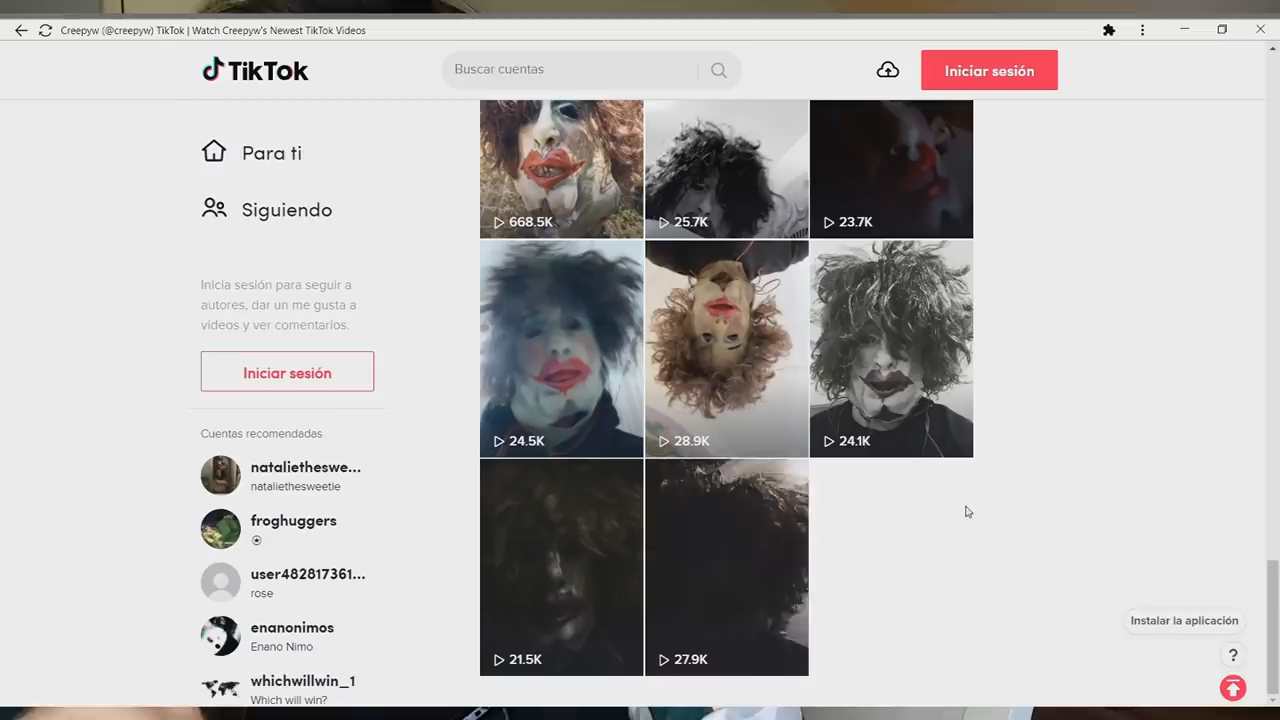 Creepyw (@creepyw) TikTok | Watch Creepyw's Newest TikTok Videos
TikTok
Buscar cuentas
Iniciar sesión
Para ti
Siguiendo
Inicia sesión para seguir a
autores, dar un me gusta a
videos y ver comentarios.
Iniciar sesión
Cuentas recomendadas
natalietheswe...
nataliethesweetie
froghuggers
user482817361...
rose
enanonimos
Enano Nimo
whichwillwin_1
Which will win?
668.5K
25.7K
23.7K
24.5K
28.9K
24.1K
21.5K
27.9K
Instalar la aplicación
?